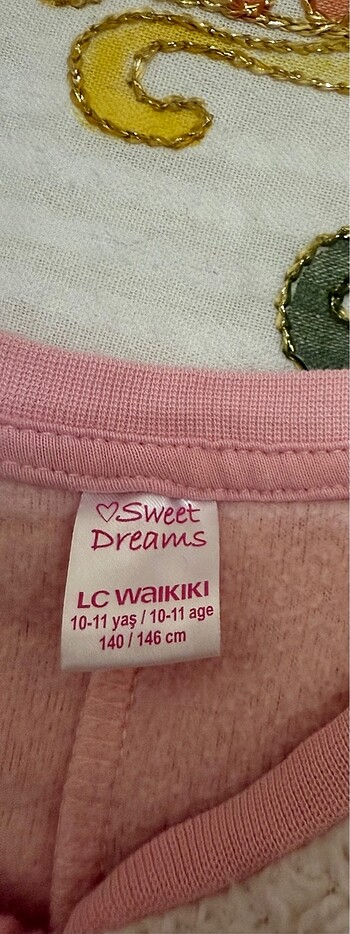 ♡Sweet
Dreams
LC WAIKIKI
10-11 yaş / 10-11 age
140 / 146 cm